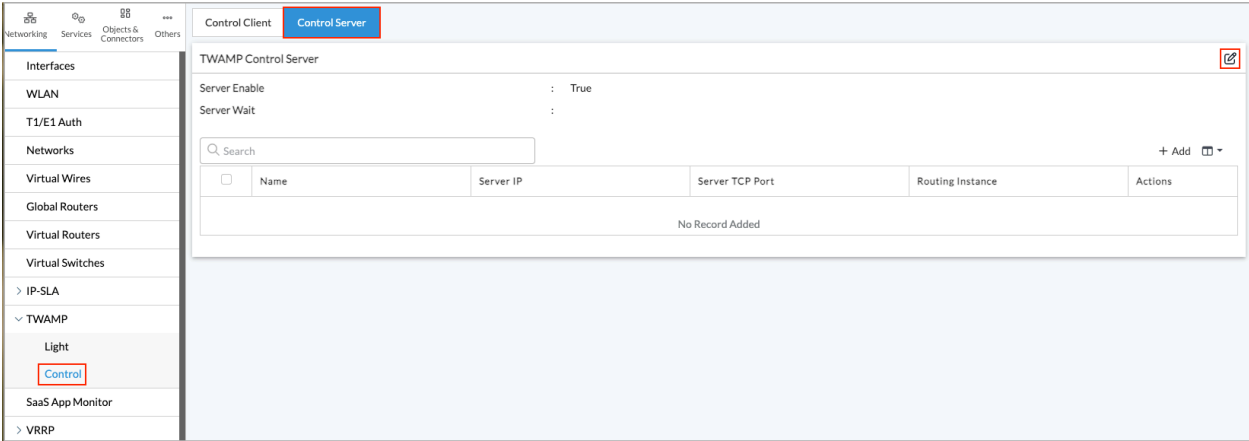 Networking
Services
Objects &
Connectors
Others
Interfaces
WLAN
T1/E1 Auth
Networks
Virtual Wires
Global Routers
Virtual Routers
Virtual Switches
IP-SLA
TWAMP
Light
Control
SaaS App Monitor
VRRP
Control Client
Control Server
TWAMP Control Server
Server Enable : True
Server Wait :
Search
+ Add
Name Server IP Server TCP Port Routing Instance Actions
No Record Added